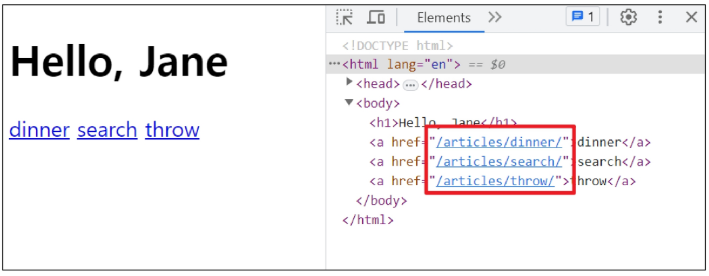 Hello, Jane
dinner search throw
Elements
1
<!DOCTYPE html>
<html lang="en"> == $0
<head> </head>
<body>
<h1>Hello, Jane</h1>
<a href="/articles/dinner/">dinner</a>
<a href="/articles/search/">search</a>
<a href="/articles/throw/">throw</a>
</body>
</html>